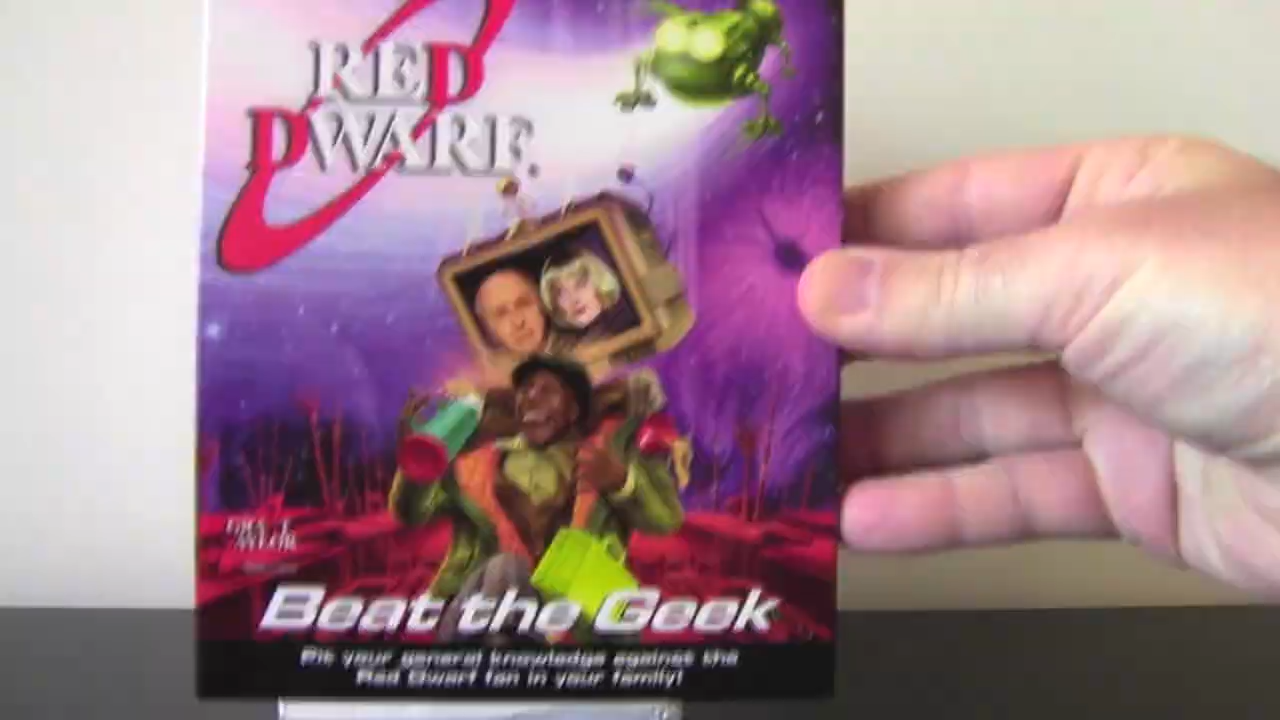 RED
DWARF
Beat the Geek
Pit your general knowledge against the
Red Dwarf fan in your family!